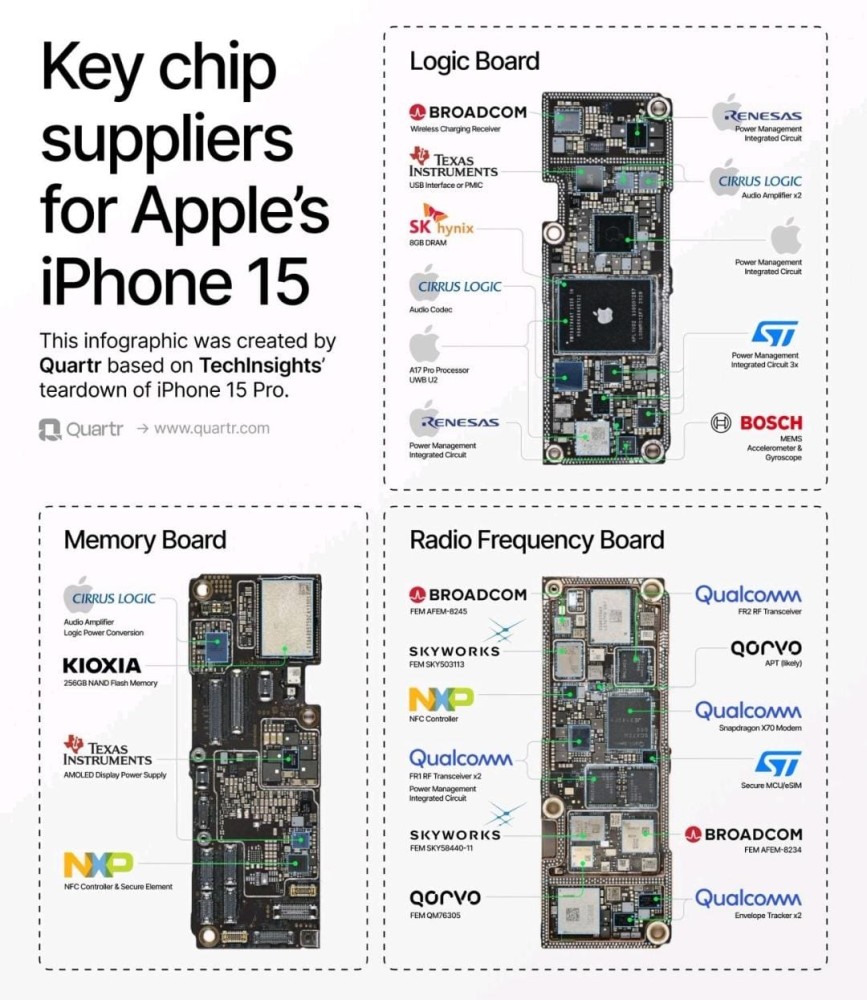 Key chip
suppliers
for Apple's
iPhone 15
This infographic was created by
Quartr based on TechInsights'
teardown of iPhone 15 Pro.
Quartr → www.quartr.com
Logic Board
BROADCOM
Wireless Charging Receiver
TEXAS
INSTRUMENTS
USB Interface or PMIC
SK hynix
8GB DRAM
CIRRUS LOGIC
Audio Codec
A17 Pro Processor
UWB U2
RENESAS
Power Management
Integrated Circuit
RENESAS
Power Management
Integrated Circuit
CIRRUS LOGIC
Audio Amplifier x2
Power Management
Integrated Circuit
ST
Power Management
Integrated Circuit 3x
BOSCH
MEMS
Accelerometer &
Gyroscope
Memory Board
CIRRUS LOGIC
Audio Amplifier
Logic Power Conversion
KIOXIA
256GB NAND Flash Memory
TEXAS
INSTRUMENTS
AMOLED Display Power Supply
NXP
NFC Controller & Secure Element
Radio Frequency Board
BROADCOM
FEM AFEM-8245
SKYWORKS
FEM SKY503113
NXP
NFC Controller
Qualcomm
FR1 RF Transceiver x2
Power Management
Integrated Circuit
SKYWORKS
FEM SKY58440-11
QORVO
FEM QM76305
Qualcomm
FR2 RF Transceiver
QORVO
APT (likely)
Qualcomm
Snapdragon X70 Modem
ST
Secure MCU/eSIM
BROADCOM
FEM AFEM-8234
Qualcomm
Envelope Tracker x2